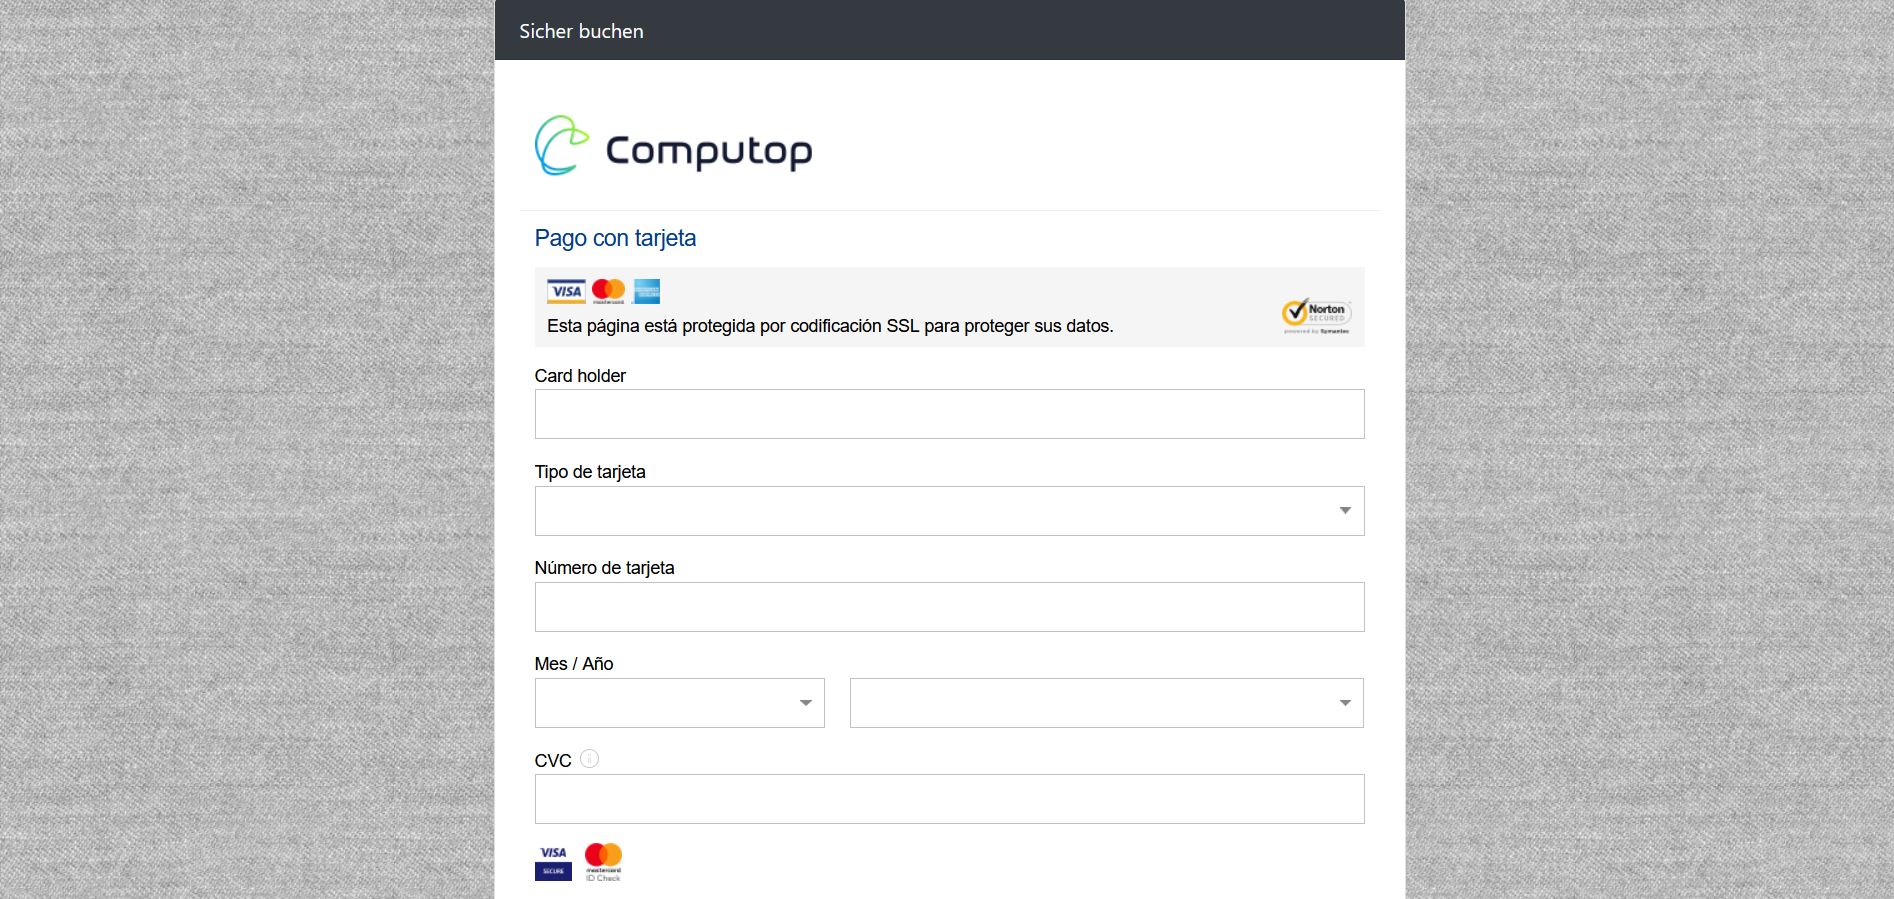 Sicher buchen
Computop
Pago con tarjeta
VISA mastercard
Esta página está protegida por codificación SSL para proteger sus datos.
Norton
SECURED
powered by Symantec
Card holder
Tipo de tarjeta
Número de tarjeta
Mes / Año
CVC
VISA
SECURE
mastercard
ID Check